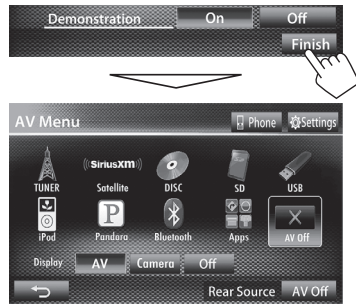 Demonstration On Off
Finish
AV Menu Phone Settings
SiriusXM
TUNER Satellite DISC SD USB
P
iPod Pandora Bluetooth Apps AV Off
Display AV Camera Off
Rear Source AV Off